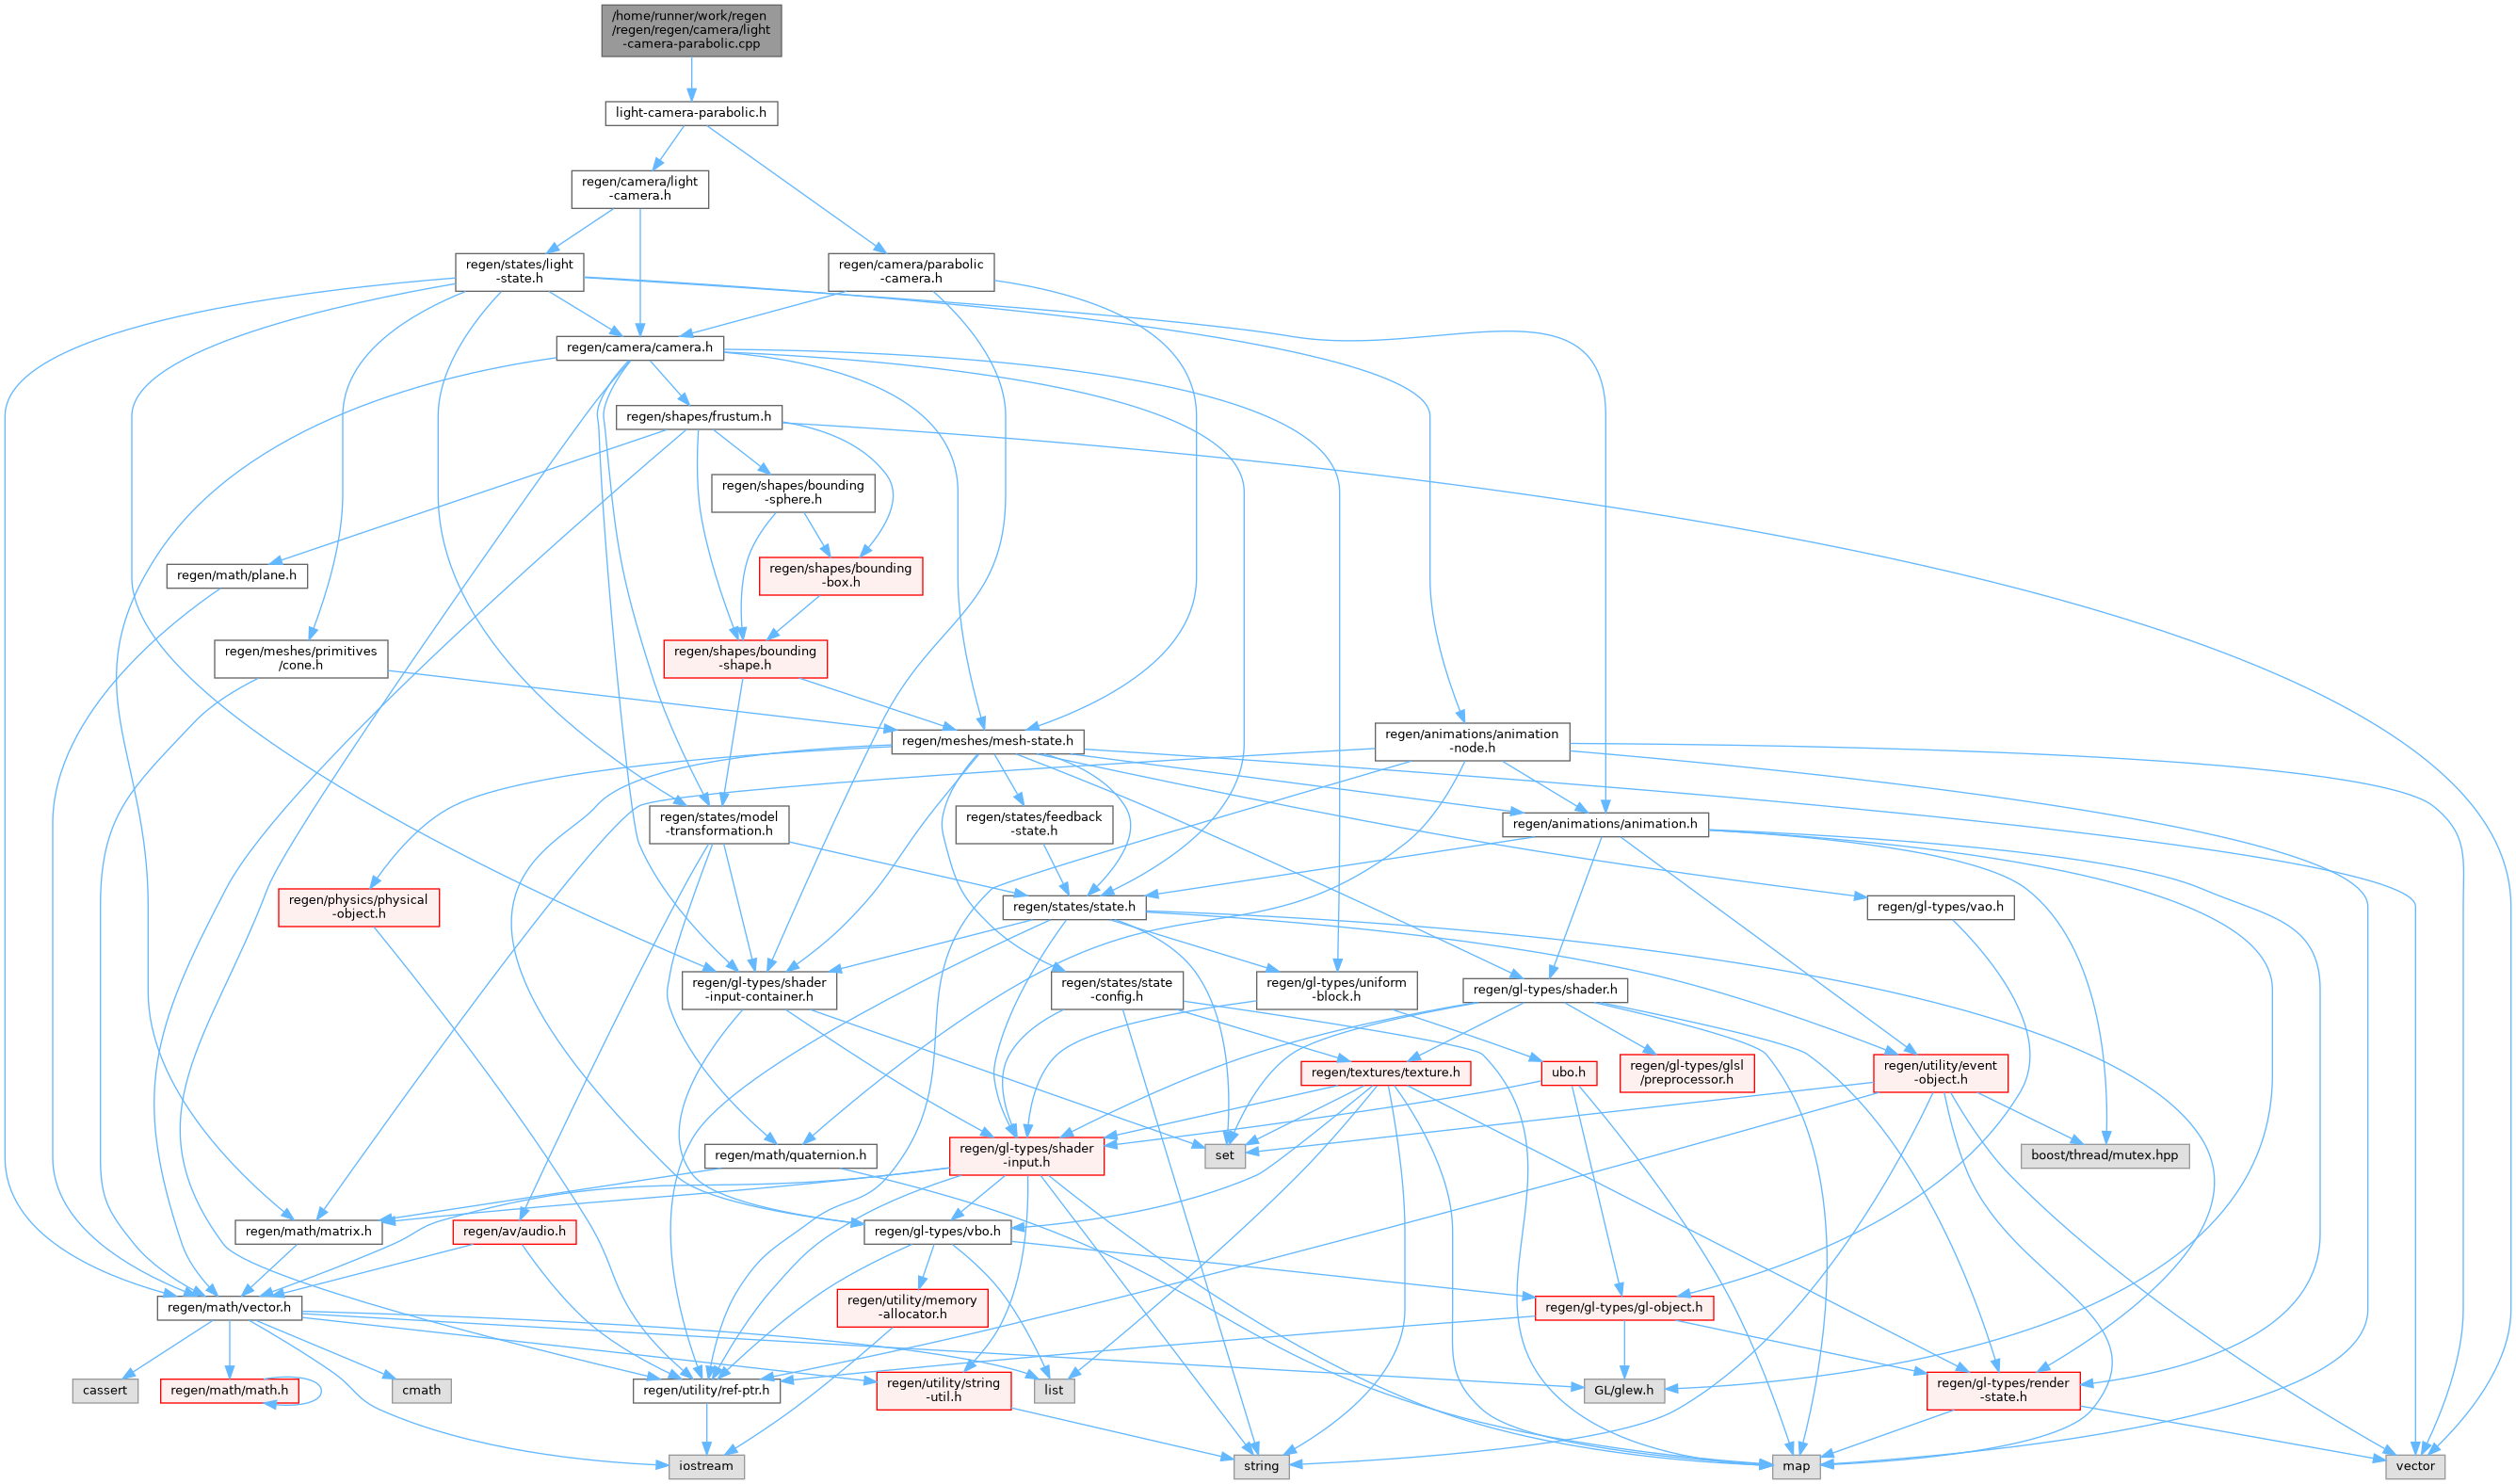 /home/runner/work/regen
/regen/regen/camera/light
-camera-parabolic.cpp
light-camera-parabolic.h
regen/camera/light
-camera.h
regen/states/light
-state.h
regen/camera/parabolic
-camera.h
regen/camera/camera.h
regen/shapes/frustum.h
regen/shapes/bounding
-sphere.h
regen/math/plane.h
regen/shapes/bounding
-box.h
regen/meshes/primitives
/cone.h
regen/shapes/bounding
-shape.h
regen/meshes/mesh-state.h
regen/animations/animation
-node.h
regen/states/model
-transformation.h
regen/states/feedback
-state.h
regen/animations/animation.h
regen/physics/physical
-object.h
regen/states/state.h
regen/gl-types/vao.h
regen/gl-types/shader
-input-container.h
regen/states/state
-config.h
regen/gl-types/uniform
-block.h
regen/gl-types/shader.h
regen/textures/texture.h
ubo.h
regen/gl-types/glsl
/preprocessor.h
regen/utility/event
-object.h
regen/math/quaternion.h
regen/gl-types/shader
-input.h
set
boost/thread/mutex.hpp
regen/math/matrix.h
regen/av/audio.h
regen/gl-types/vbo.h
regen/math/vector.h
regen/utility/memory
-allocator.h
regen/gl-types/gl-object.h
cassert
regen/math/math.h
cmath
regen/utility/ref-ptr.h
regen/utility/string
-util.h
list
GL/glew.h
regen/gl-types/render
-state.h
iostream
string
map
vector